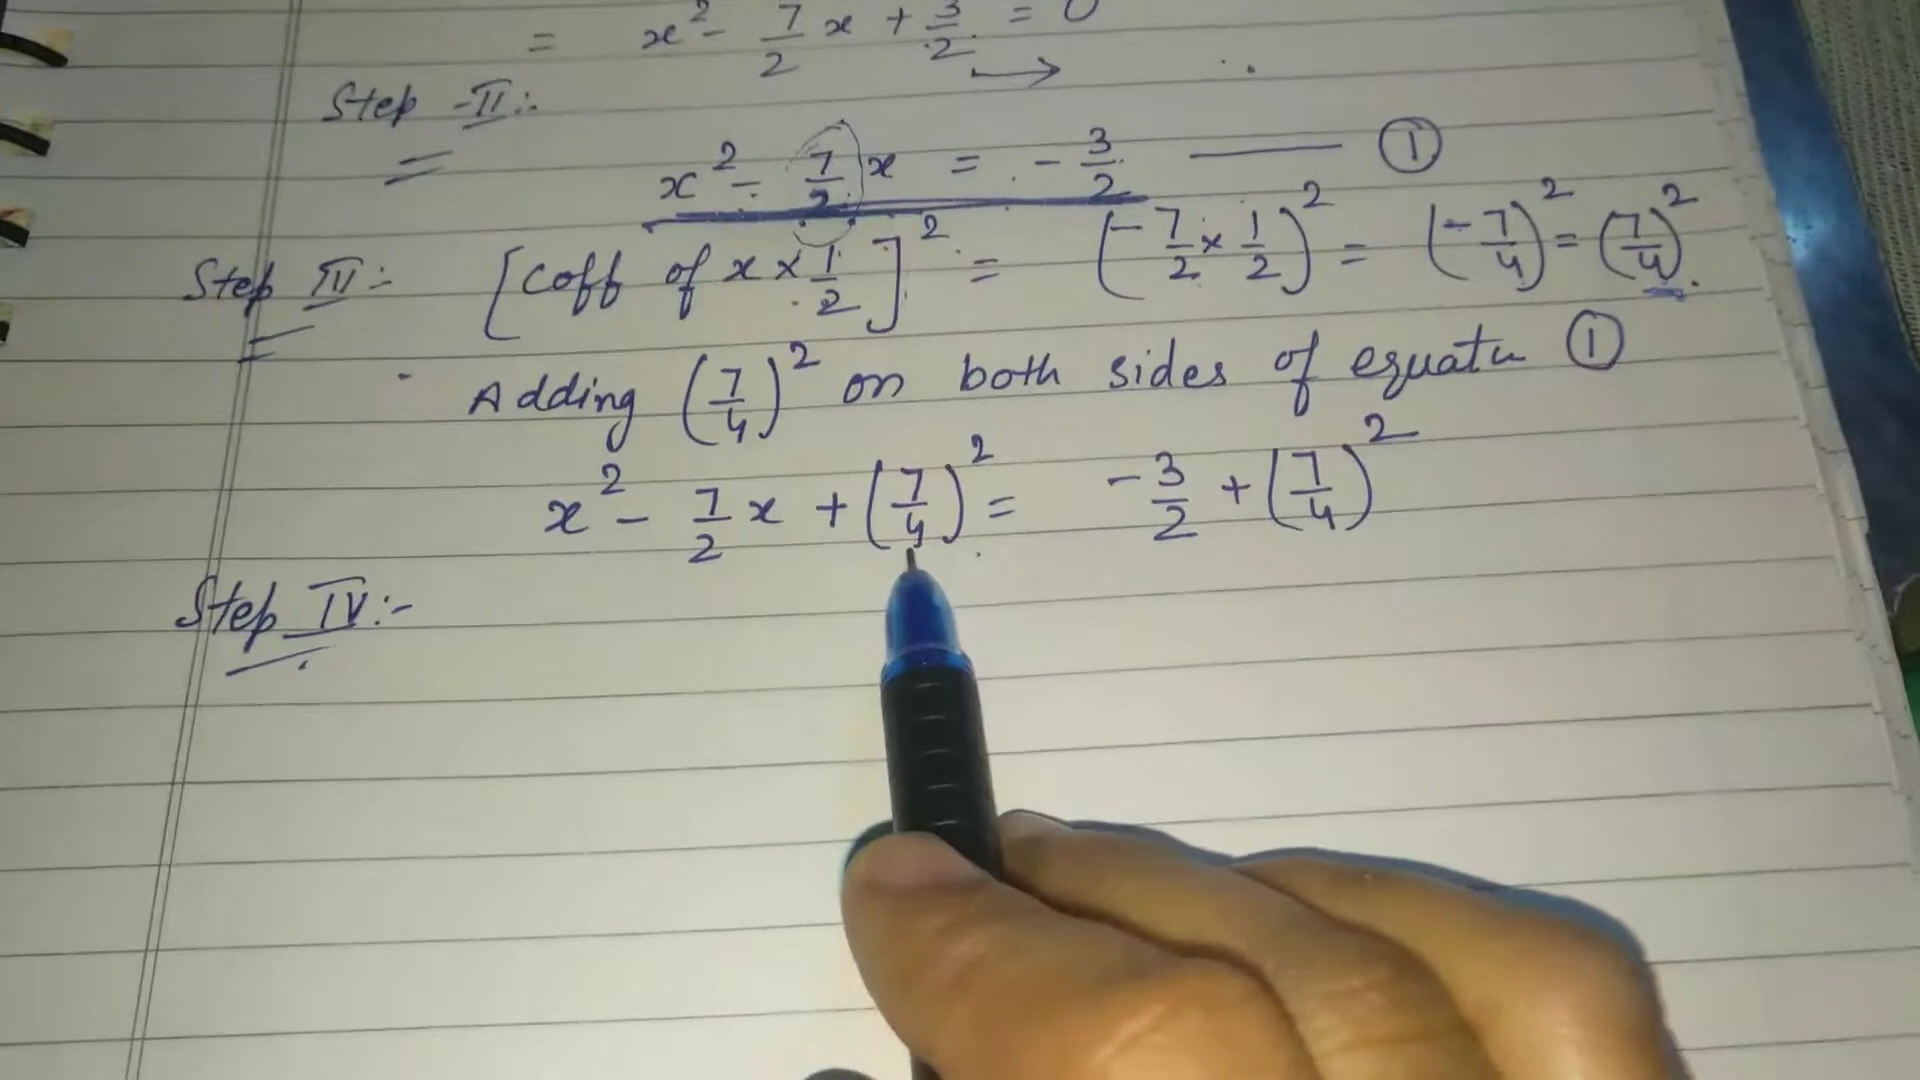 = x² - 7/2 x + 3/2 = 0
Step -II:-
x² - 7/2 x = - 3/2 —— ①
Step III:- [Coff of x × 1/2]² = (- 7/2 × 1/2)² = (- 7/4)² = (7/4)².
Adding (7/4)² on both sides of equatn ①
x² - 7/2 x + (7/4)² = - 3/2 + (7/4)²
Step IV:-